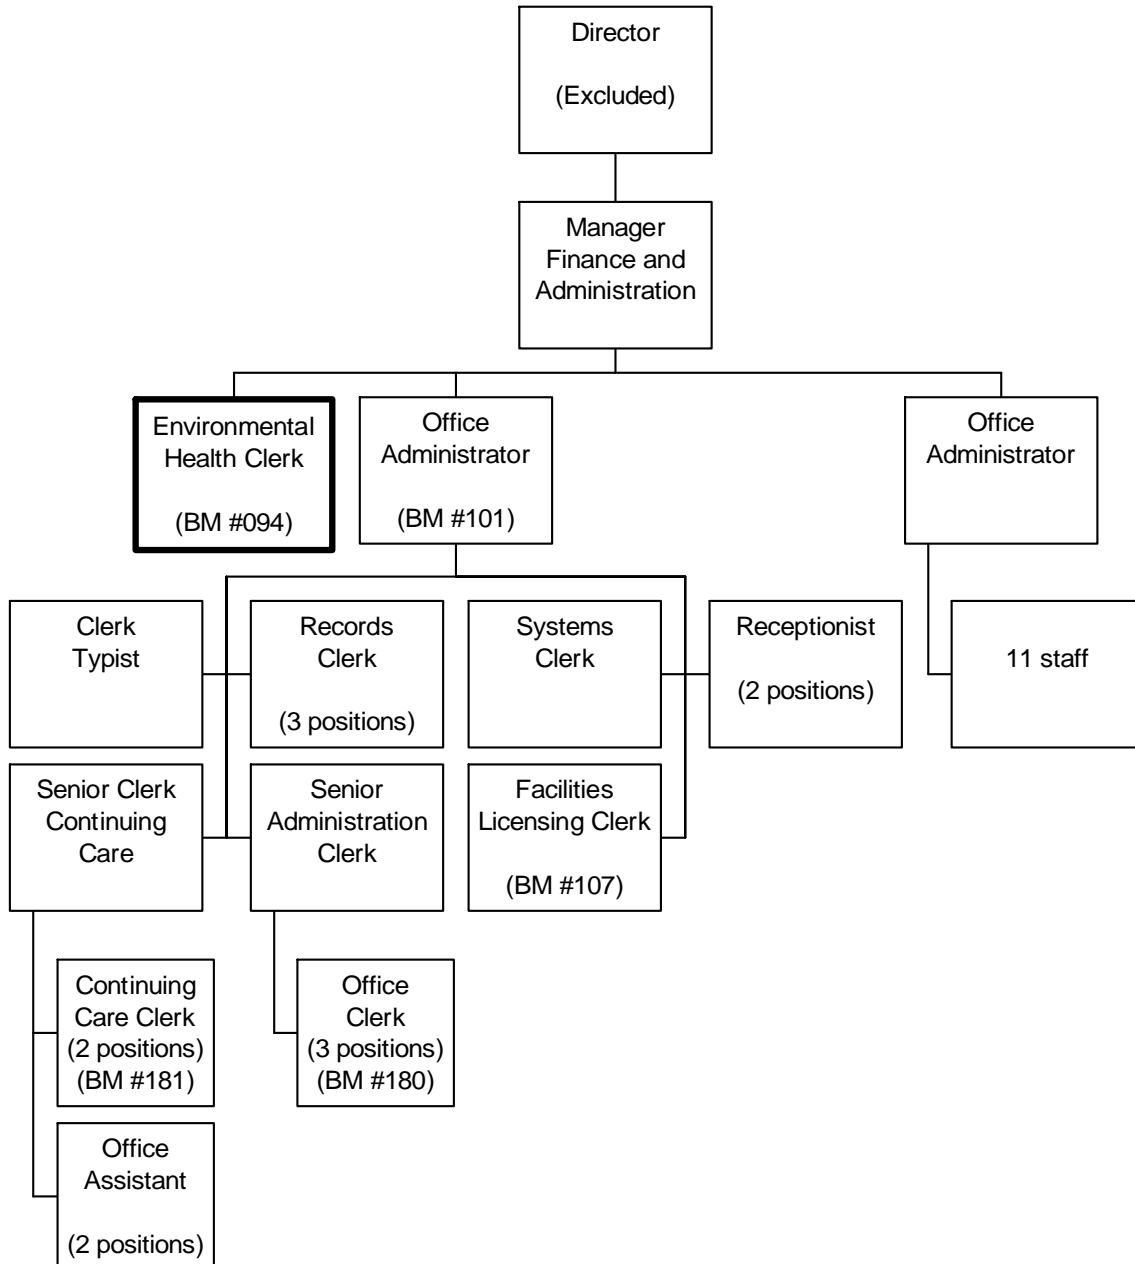 Director
(Excluded)
Manager
Finance and
Administration
Environmental
Health Clerk
(BM #094)
Office
Administrator
(BM #101)
Office
Administrator
Clerk
Typist
Records
Clerk
(3 positions)
Systems
Clerk
Receptionist
(2 positions)
11 staff
Senior Clerk
Continuing
Care
Senior
Administration
Clerk
Facilities
Licensing Clerk
(BM #107)
Continuing
Care Clerk
(2 positions)
(BM #181)
Office
Clerk
(3 positions)
(BM #180)
Office
Assistant
(2 positions)